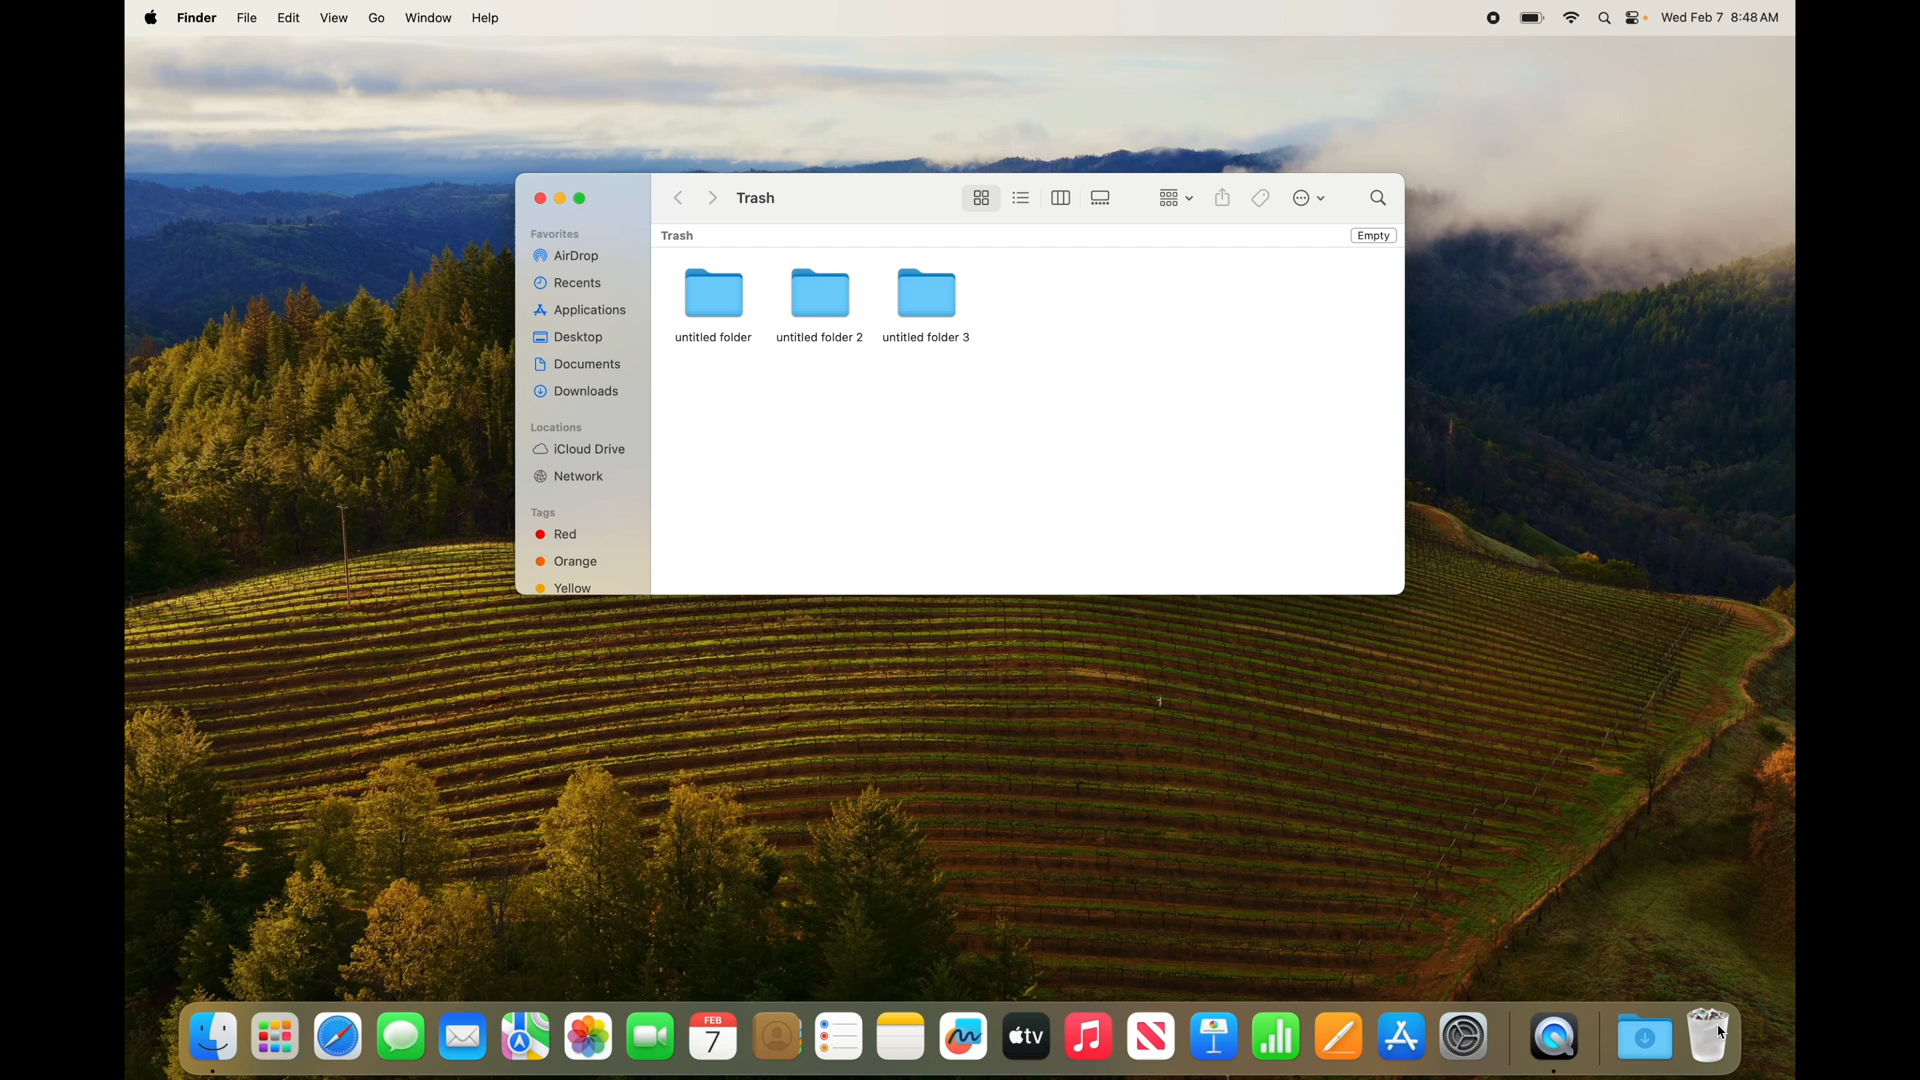 Finder File Edit View Go Window Help Wed Feb 7 8:48 AM
Trash
Favorites
AirDrop
Recents
Applications
Desktop
Documents
Downloads
Locations
iCloud Drive
Network
Tags
Red
Orange
Yellow
Trash Empty
untitled folder untitled folder 2 untitled folder 3
FEB
7
tv